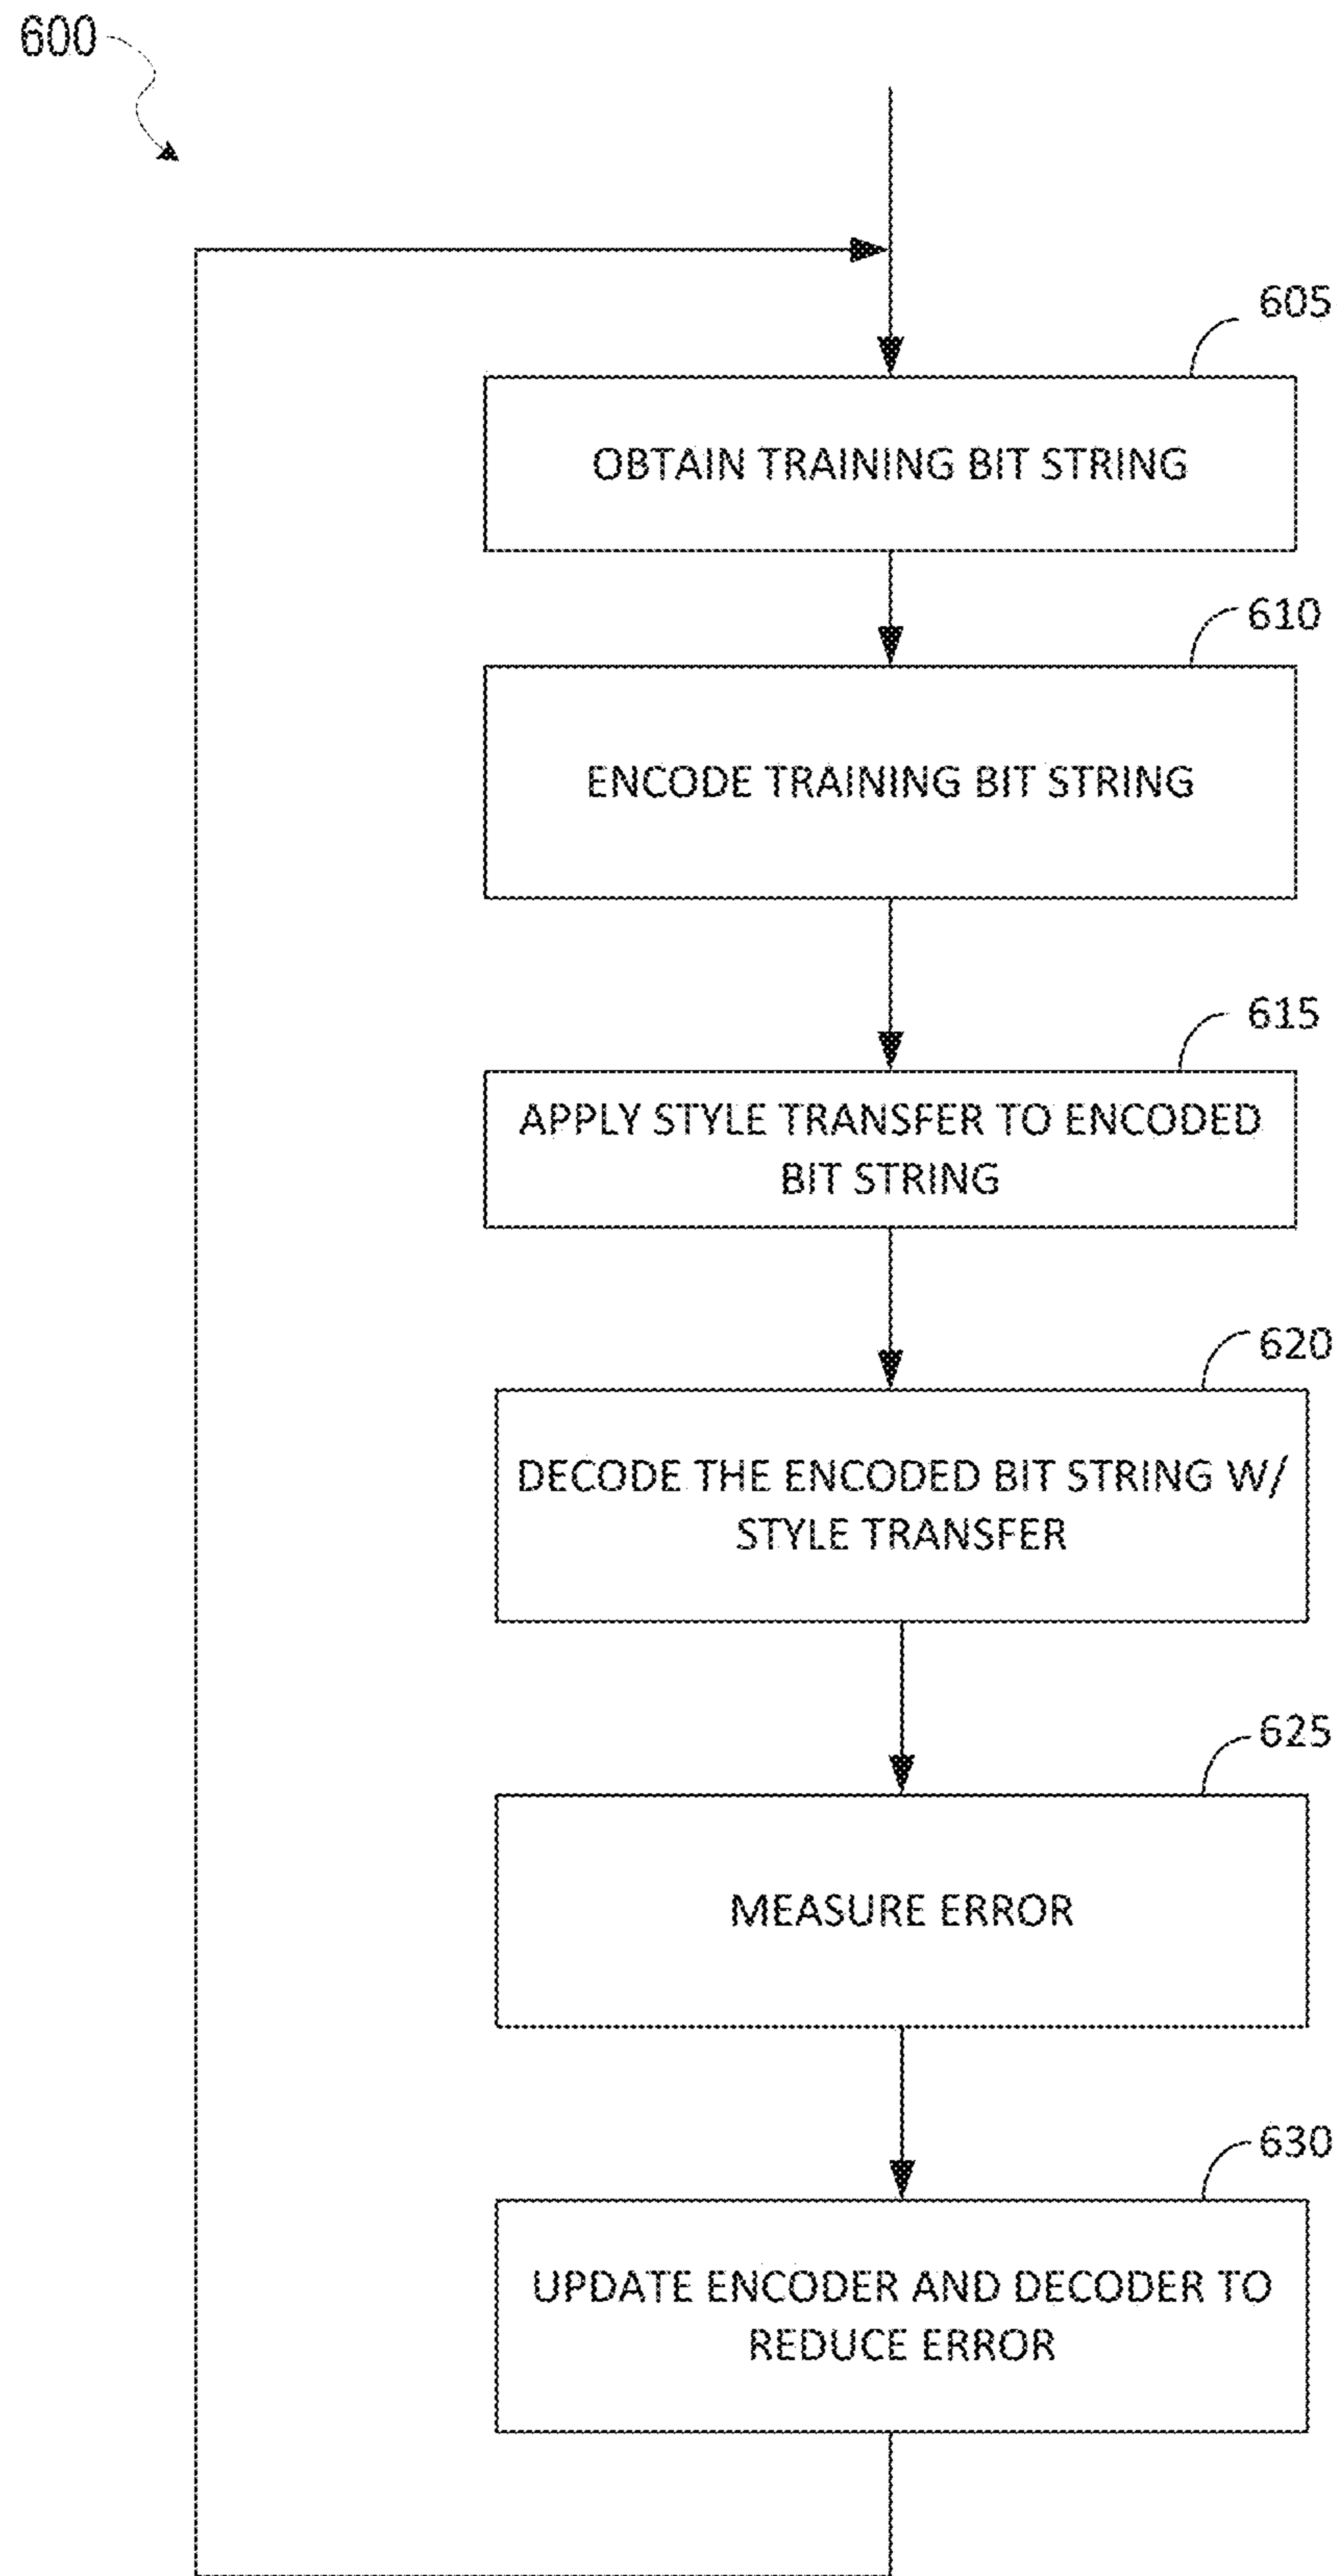 600
605
OBTAIN TRAINING BIT STRING
610
ENCODE TRAINING BIT STRING
615
APPLY STYLE TRANSFER TO ENCODED
BIT STRING
620
DECODE THE ENCODED BIT STRING W/
STYLE TRANSFER
625
MEASURE ERROR
630
UPDATE ENCODER AND DECODER TO
REDUCE ERROR